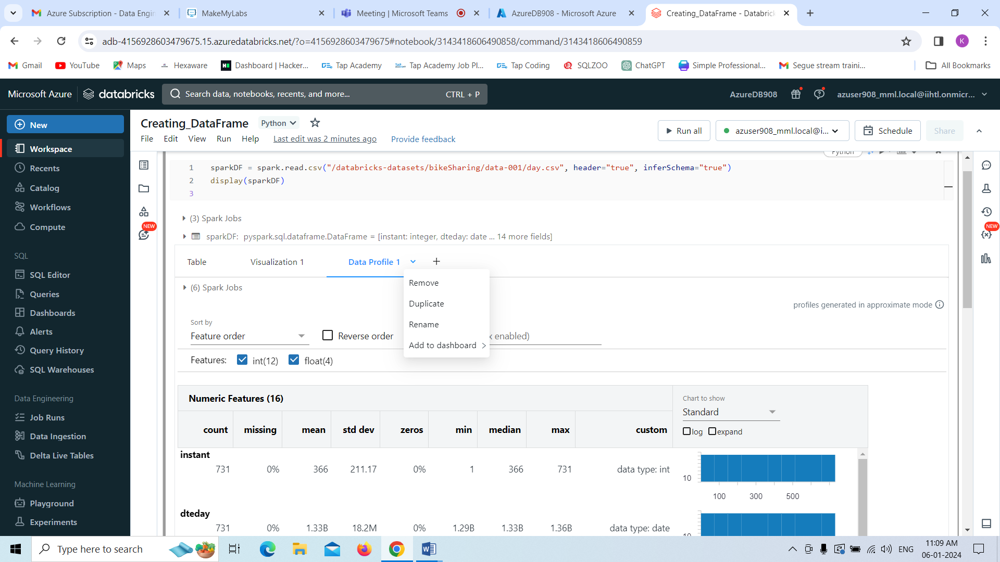 Azure Subscription - Data Engin
MakeMyLabs
Meeting | Microsoft Teams
AzureDB908 - Microsoft Azure
Creating_DataFrame - Databrick
adb-4156928603479675.15.azuredatabricks.net/?o=4156928603479675#notebook/3143418606490858/command/3143418606490859
K
Gmail
YouTube
Maps
Hexaware
Dashboard | Hacker...
Tap Academy
Tap Academy Job Pl...
Tap Coding
SQLZOO
ChatGPT
Simple Professional...
Segue stream traini...
All Bookmarks
Microsoft Azure
databricks
Search data, notebooks, recents, and more...
CTRL + P
AzureDB908
azuser908_mml.local@iihtl.onmicr...
New
Workspace
Recents
Catalog
Workflows
Compute
SQL
SQL Editor
Queries
Dashboards
Alerts
Query History
SQL Warehouses
Data Engineering
Job Runs
Data Ingestion
Delta Live Tables
Machine Learning
Playground
Experiments
Creating_DataFrame
Python
File
Edit
View
Run
Help
Last edit was 2 minutes ago
Provide feedback
Run all
azuser908_mml.local@i...
Schedule
Share
NEW
Python
1 sparkDF = spark.read.csv("/databricks-datasets/bikeSharing/data-001/day.csv", header="true", inferSchema="true")
2 display(sparkDF)
3
(3) Spark Jobs
sparkDF: pyspark.sql.dataframe.DataFrame = [instant: integer, dteday: date ... 14 more fields]
Table
Visualization 1
Data Profile 1
(6) Spark Jobs
Remove
Duplicate
Rename
Add to dashboard
profiles generated in approximate mode
Sort by
Feature order
Reverse order
x enabled)
Features:
int(12)
float(4)
Numeric Features (16)
Chart to show
Standard
log
expand
count missing mean std dev zeros min median max custom
instant
731 0% 366 211.17 0% 1 366 731 data type: int
10
100 300 500
dteday
731 0% 1.33B 18.2M 0% 1.29B 1.33B 1.36B data type: date
10
NEW
Type here to search
ENG
11:09 AM
06-01-2024